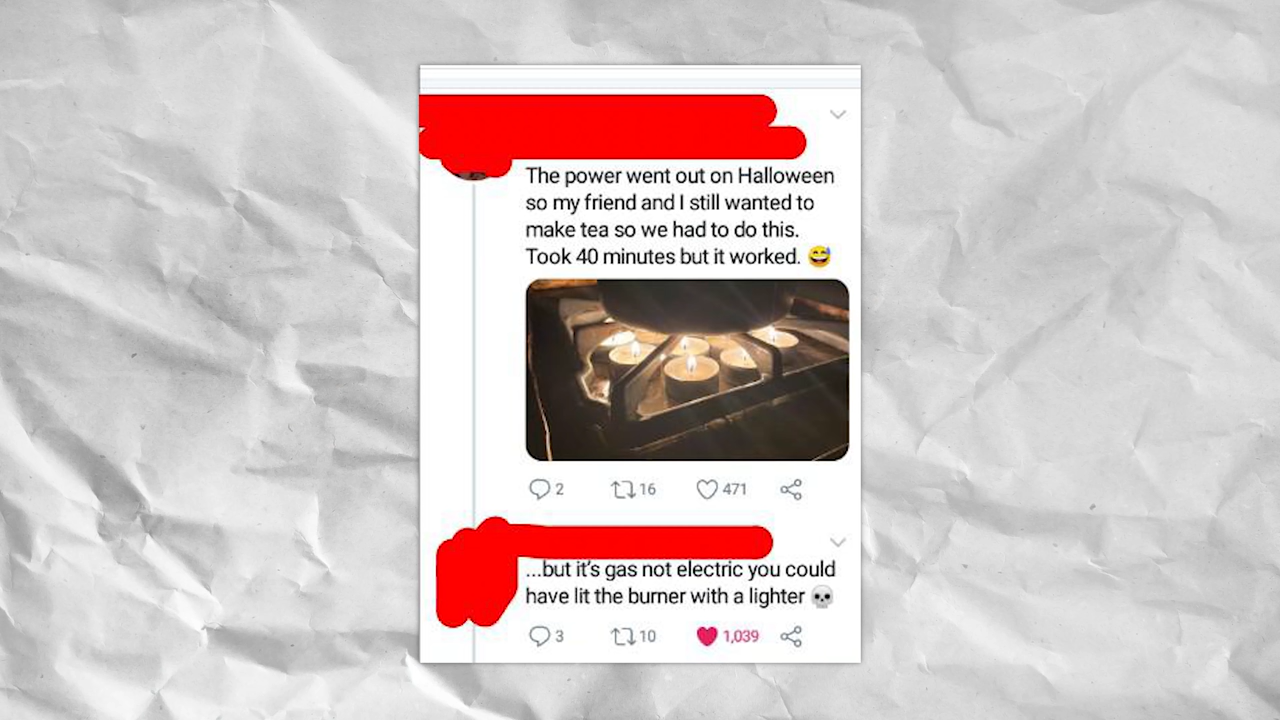 The power went out on Halloween
so my friend and I still wanted to
make tea so we had to do this.
Took 40 minutes but it worked. 😅
2 16 471
...but it's gas not electric you could
have lit the burner with a lighter 💀
3 10 1,039